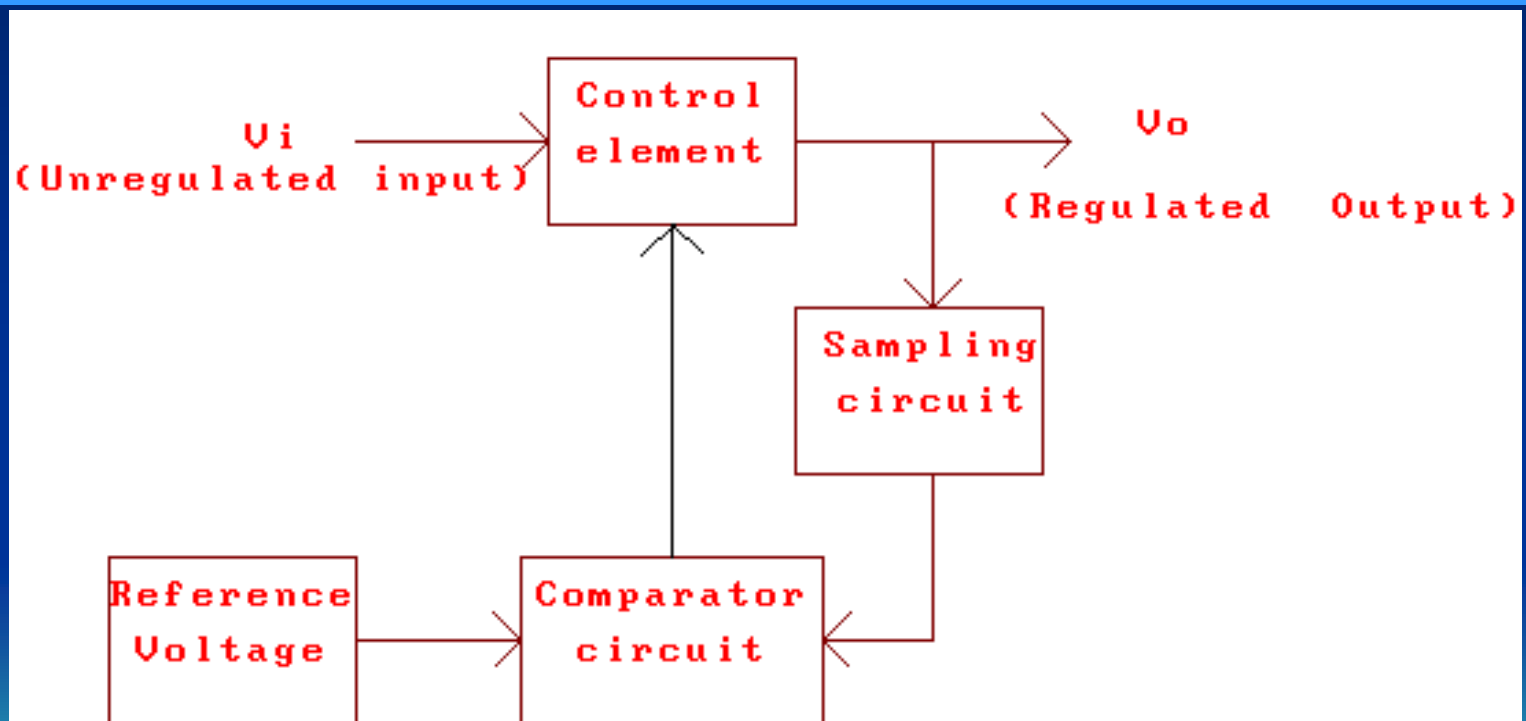 Control
element
Vi
(Unregulated input)
Vo
(Regulated Output)
Sampling
circuit
Reference
Voltage
Comparator
circuit